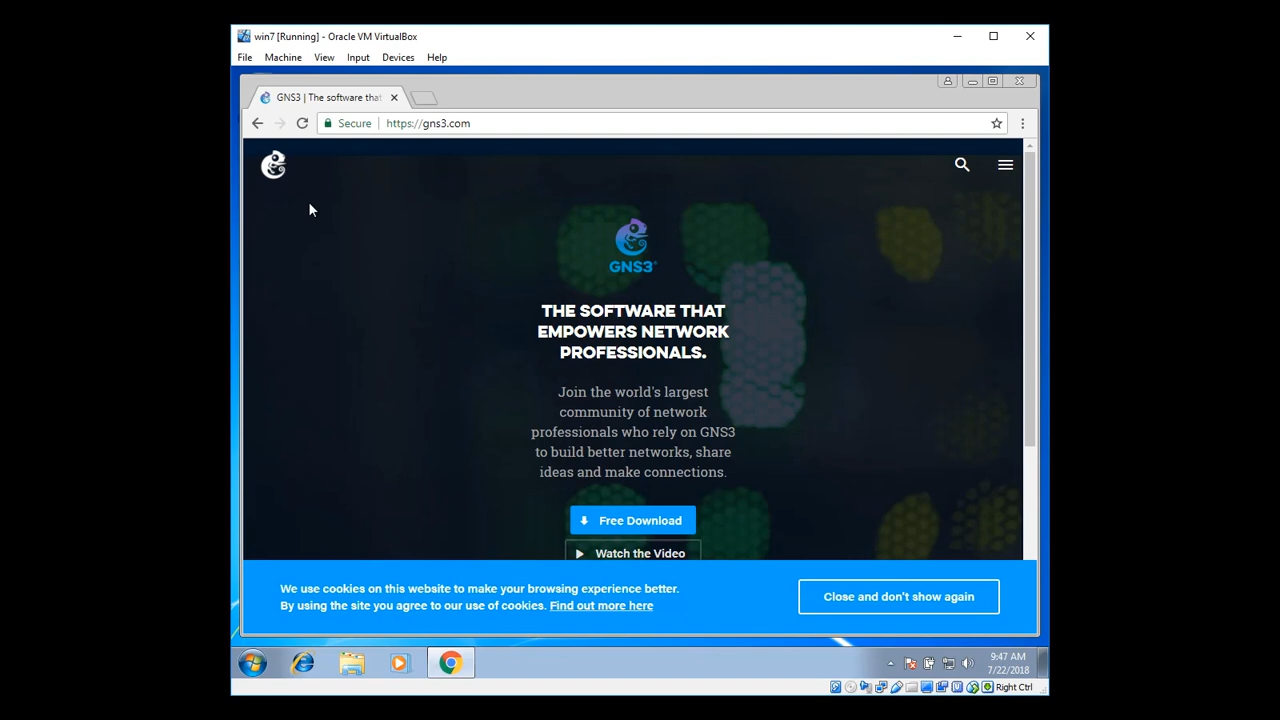 win7 [Running] - Oracle VM VirtualBox
File Machine View Input Devices Help
GNS3 | The software that
Secure https://gns3.com
GNS3
THE SOFTWARE THAT
EMPOWERS NETWORK
PROFESSIONALS.
Join the world's largest
community of network
professionals who rely on GNS3
to build better networks, share
ideas and make connections.
Free Download
Watch the Video
We use cookies on this website to make your browsing experience better.
By using the site you agree to our use of cookies. Find out more here
Close and don't show again
9:47 AM
7/22/2018
Right Ctrl